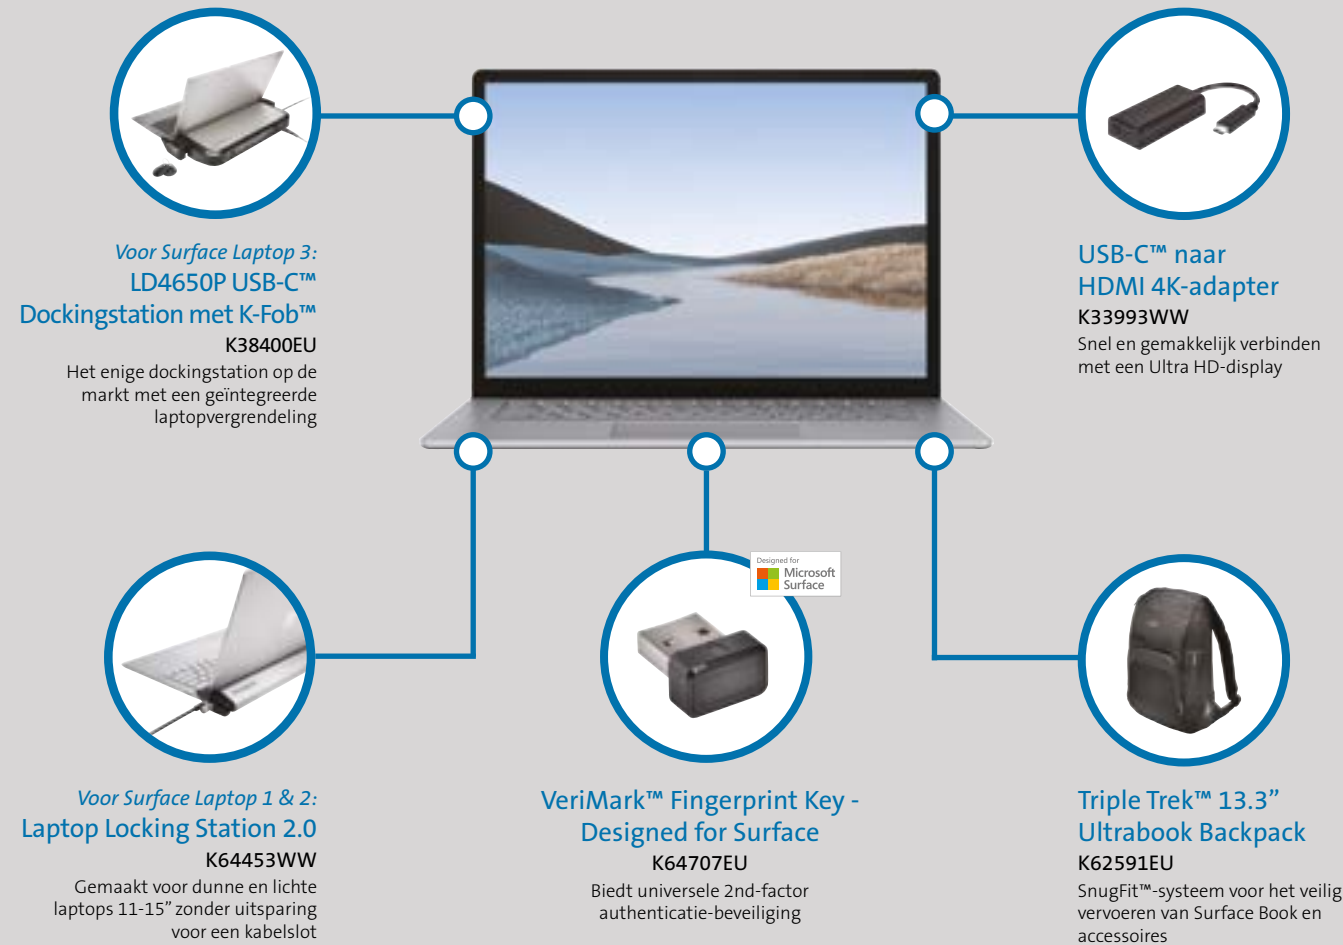 Voor Surface Laptop 3:
LD4650P USB-C™
Dockingstation met K-Fob™
K38400EU
Het enige dockingstation op de
markt met een geïntegreerde
laptopvergrendeling
USB-C™ naar
HDMI 4K-adapter
K33993WW
Snel en gemakkelijk verbinden
met een Ultra HD-display
Voor Surface Laptop 1 & 2:
Laptop Locking Station 2.0
K64453WW
Gemaakt voor dunne en lichte
laptops 11-15” zonder uitsparing
voor een kabelslot
Designed for
Microsoft
Surface
VeriMark™ Fingerprint Key -
Designed for Surface
K64707EU
Biedt universele 2nd-factor
authenticatie-beveiliging
Triple Trek™ 13.3”
Ultrabook Backpack
K62591EU
SnugFit™-systeem voor het veilig
vervoeren van Surface Book en
accessoires